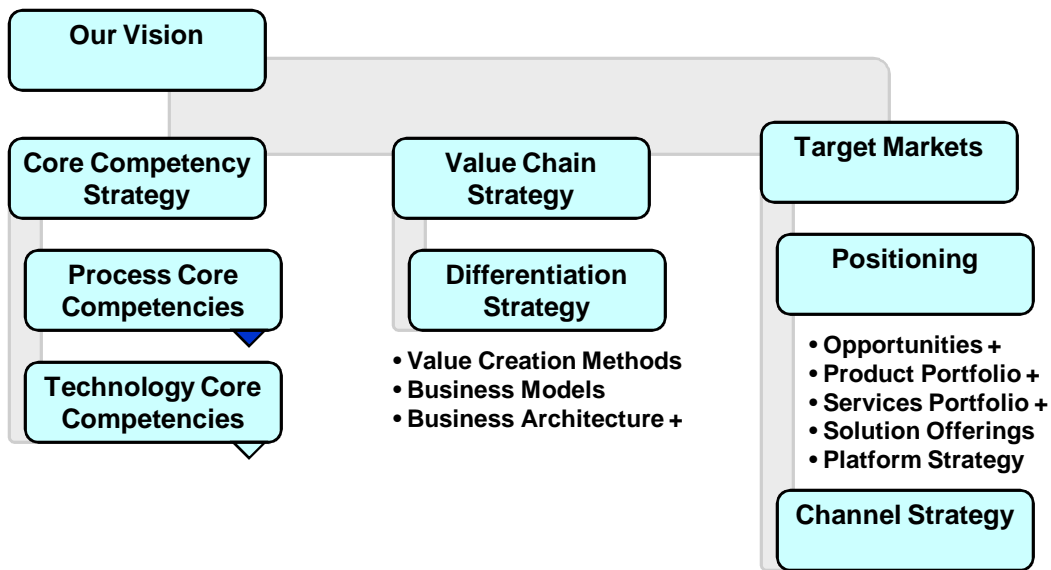 Our Vision
Core Competency
Strategy
Process Core
Competencies
Technology Core
Competencies
Value Chain
Strategy
Differentiation
Strategy
• Value Creation Methods
• Business Models
• Business Architecture +
Target Markets
Positioning
• Opportunities +
• Product Portfolio +
• Services Portfolio +
• Solution Offerings
• Platform Strategy
Channel Strategy